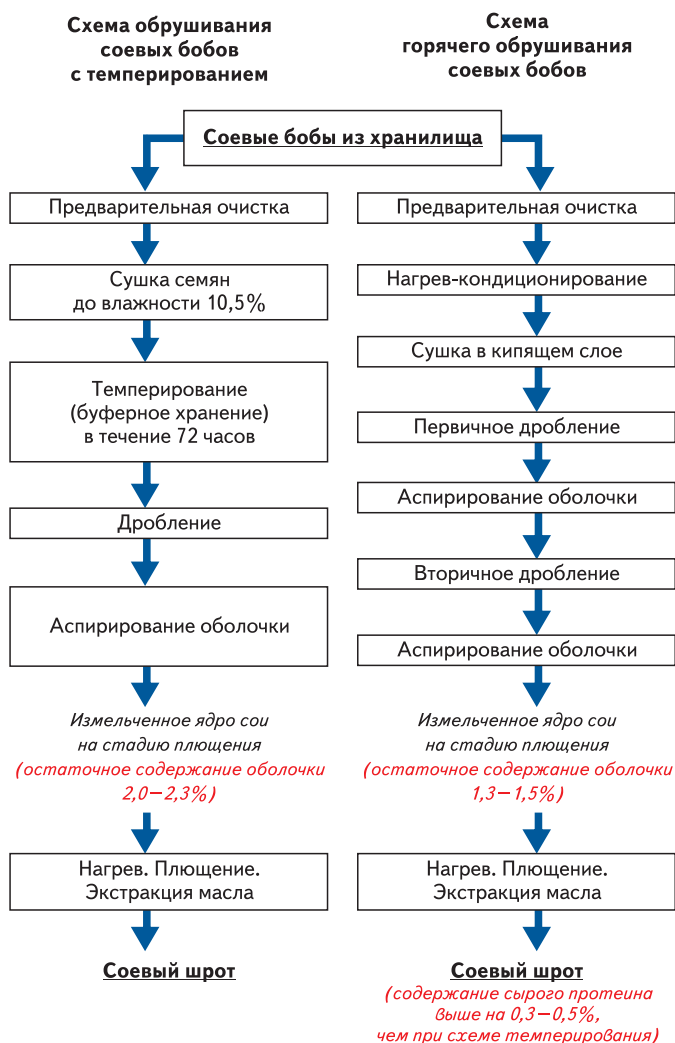 Схема обрушивания
соевых бобов
с темперированием
Схема
горячего обрушивания
соевых бобов
Соевые бобы из хранилища
Предварительная очистка
Сушка семян
до влажности 10,5%
Темперирование
(буферное хранение)
в течение 72 часов
Дробление
Аспирирование оболочки
Измельченное ядро сои
на стадию плющения
(остаточное содержание оболочки
2,0−2,3%)
Нагрев. Плющение.
Экстракция масла
Соевый шрот
Предварительная очистка
Нагрев-кондиционирование
Сушка в кипящем слое
Первичное дробление
Аспирирование оболочки
Вторичное дробление
Аспирирование оболочки
Измельченное ядро сои
на стадию плющения
(остаточное содержание оболочки
1,3−1,5%)
Нагрев. Плющение.
Экстракция масла
Соевый шрот
(содержание сырого протеина
выше на 0,3−0,5%,
чем при схеме темперирования)